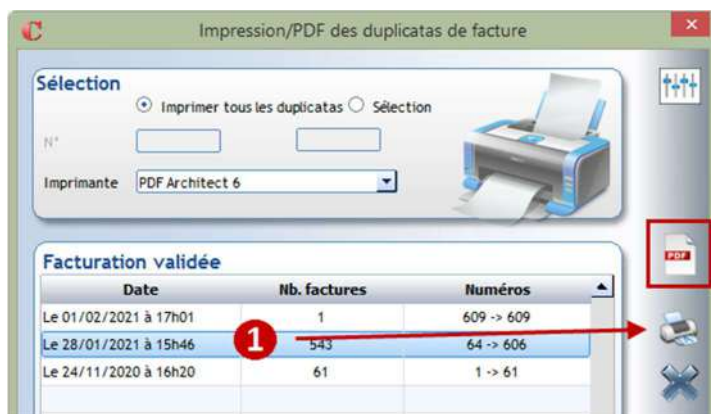 C Impression/PDF des duplicatas de facture ×
Sélection
Imprimer tous les duplicatas Sélection
N°
Imprimante PDF Architect 6
PDF
Facturation validée
Date Nb. factures Numéros
Le 01/02/2021 à 17h01 1 609 -> 609
Le 28/01/2021 à 15h46 543 64 -> 606
1
Le 24/11/2020 à 16h20 61 1 -> 61